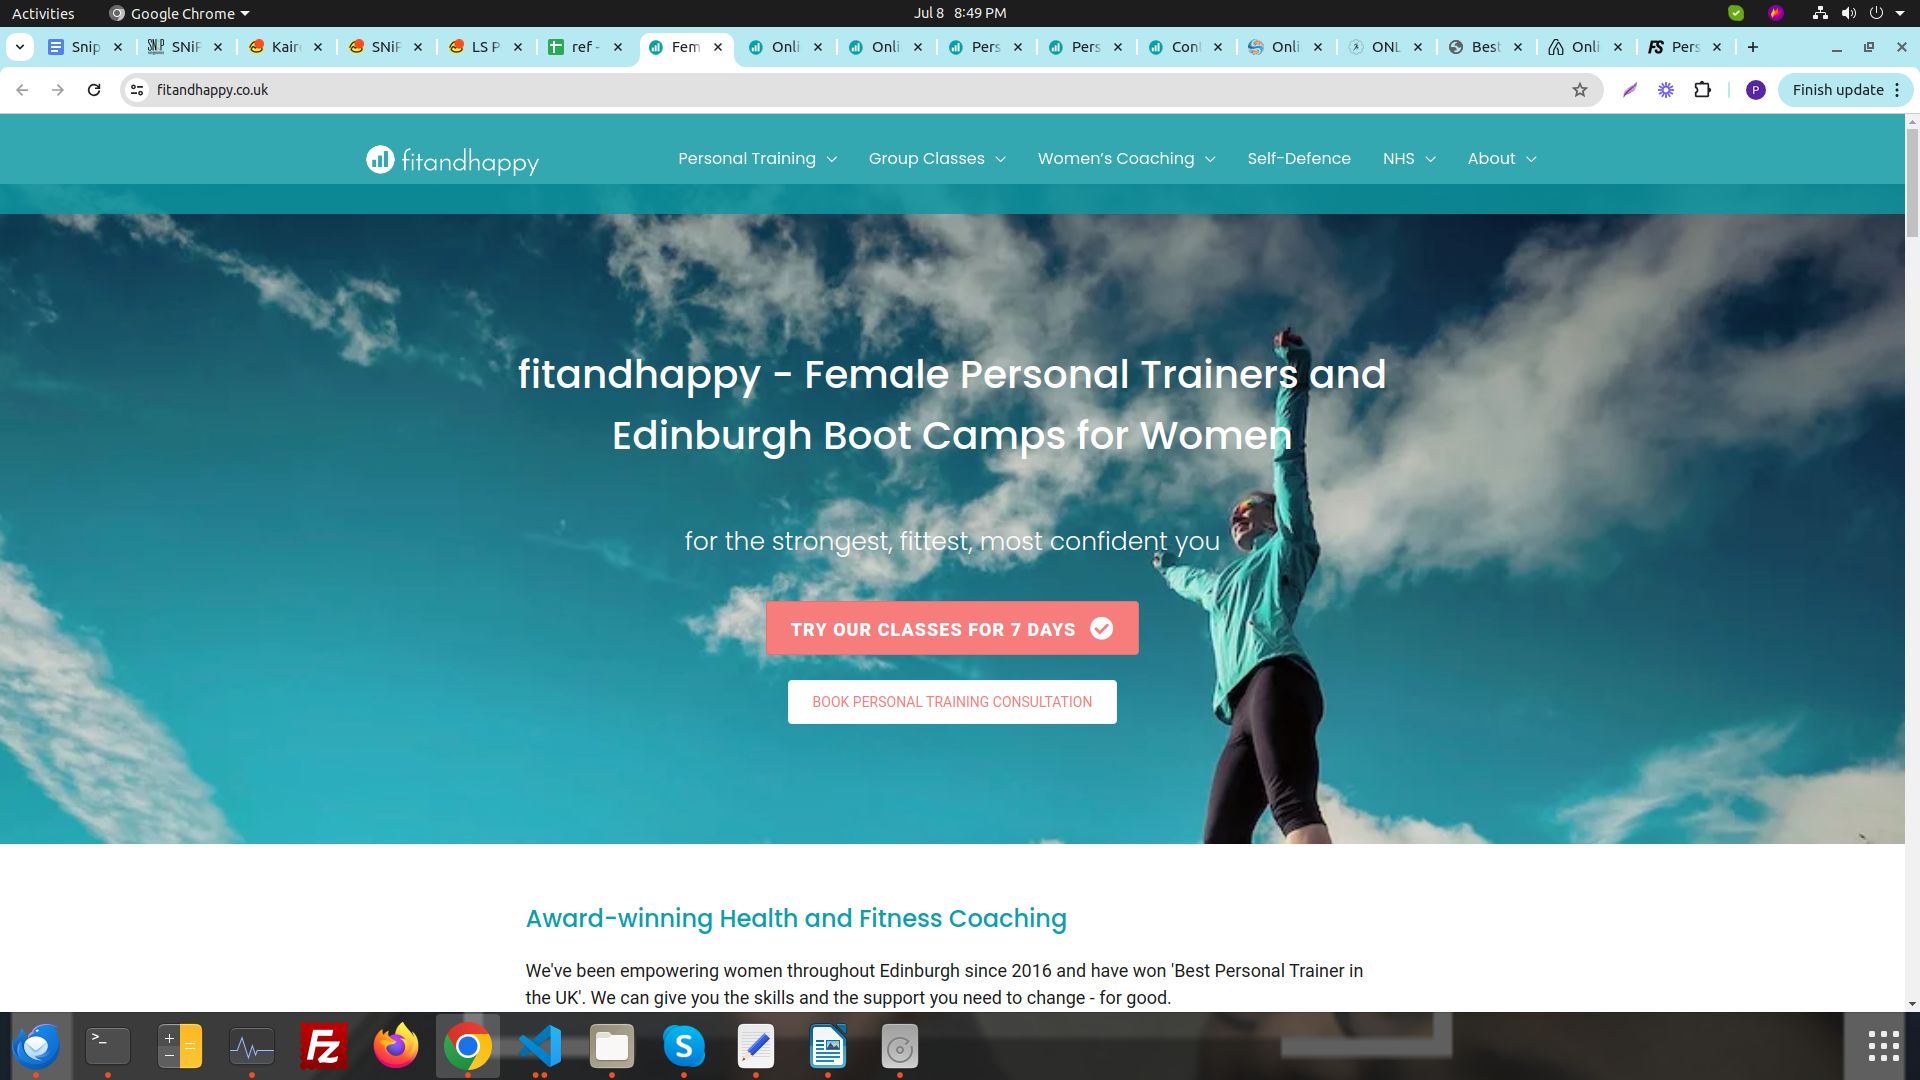 Activities
Google Chrome
Jul 8 8:49 PM
Snip
SNiP
Kair
SNiP
LS P
ref -
Fem
Onli
Onli
Pers
Pers
Cont
Onli
ONL
Best
Onli
Pers
fitandhappy.co.uk
P
Finish update
fitandhappy
Personal Training
Group Classes
Women’s Coaching
Self-Defence
NHS
About
fitandhappy - Female Personal Trainers and
Edinburgh Boot Camps for Women
for the strongest, fittest, most confident you
TRY OUR CLASSES FOR 7 DAYS
BOOK PERSONAL TRAINING CONSULTATION
Award-winning Health and Fitness Coaching
We've been empowering women throughout Edinburgh since 2016 and have won 'Best Personal Trainer in
the UK'. We can give you the skills and the support you need to change - for good.